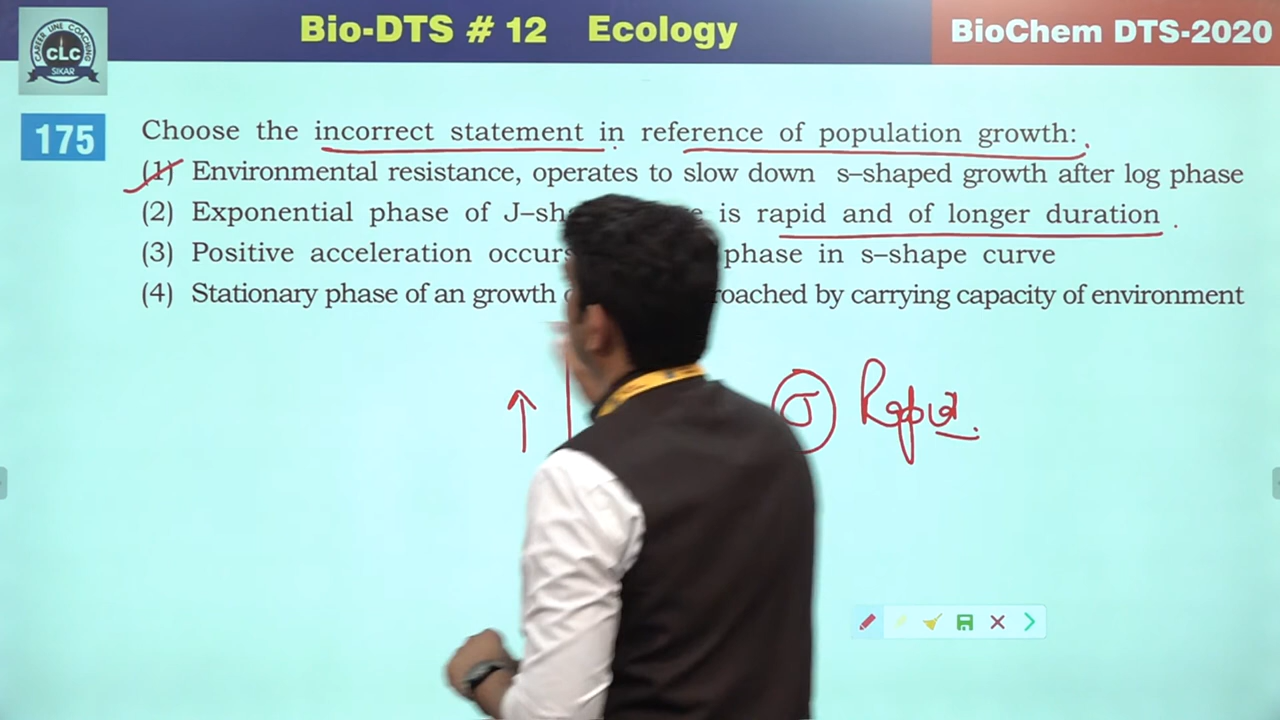 Bio-DTS # 12 Ecology
BioChem DTS-2020
CAREER LINE COACHING
CLC
SIKAR
175
Choose the incorrect statement in reference of population growth:
(1) Environmental resistance, operates to slow down s–shaped growth after log phase
(2) Exponential phase of is rapid and of longer duration
(3) Positive acceleration phase in s–shape curve
(4) Stationary phase of an growth by carrying capacity of environment
J Rapid